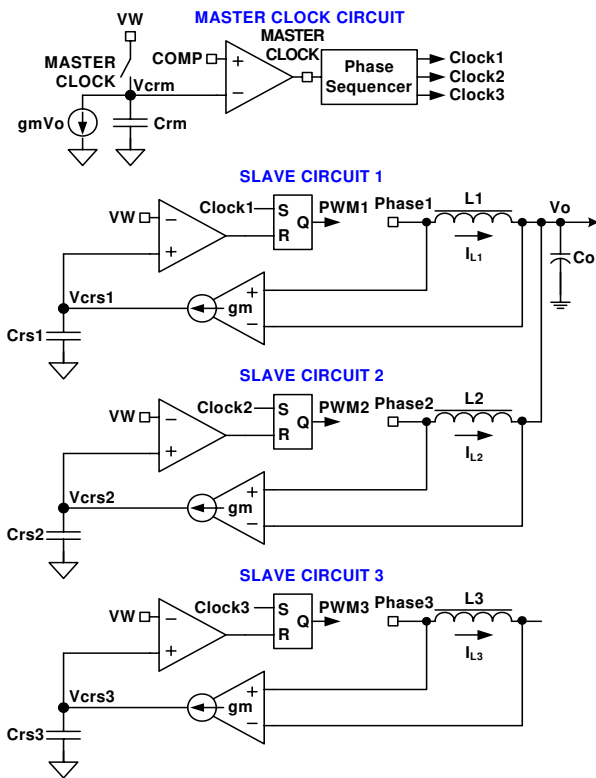 MASTER CLOCK CIRCUIT
VW
MASTER
CLOCK
COMP
MASTER
CLOCK
Vcrm
gmVo
Crm
+
−
Phase
Sequencer
Clock1
Clock2
Clock3
SLAVE CIRCUIT 1
VW
−
+
Clock1
S
R
Q
PWM1
Phase1
L1
Vo
IL1
Co
Vcrs1
gm
+
−
Crs1
SLAVE CIRCUIT 2
VW
−
+
Clock2
S
R
Q
PWM2
Phase2
L2
IL2
Vcrs2
gm
+
−
Crs2
SLAVE CIRCUIT 3
VW
−
+
Clock3
S
R
Q
PWM3
Phase3
L3
IL3
Vcrs3
gm
+
−
Crs3